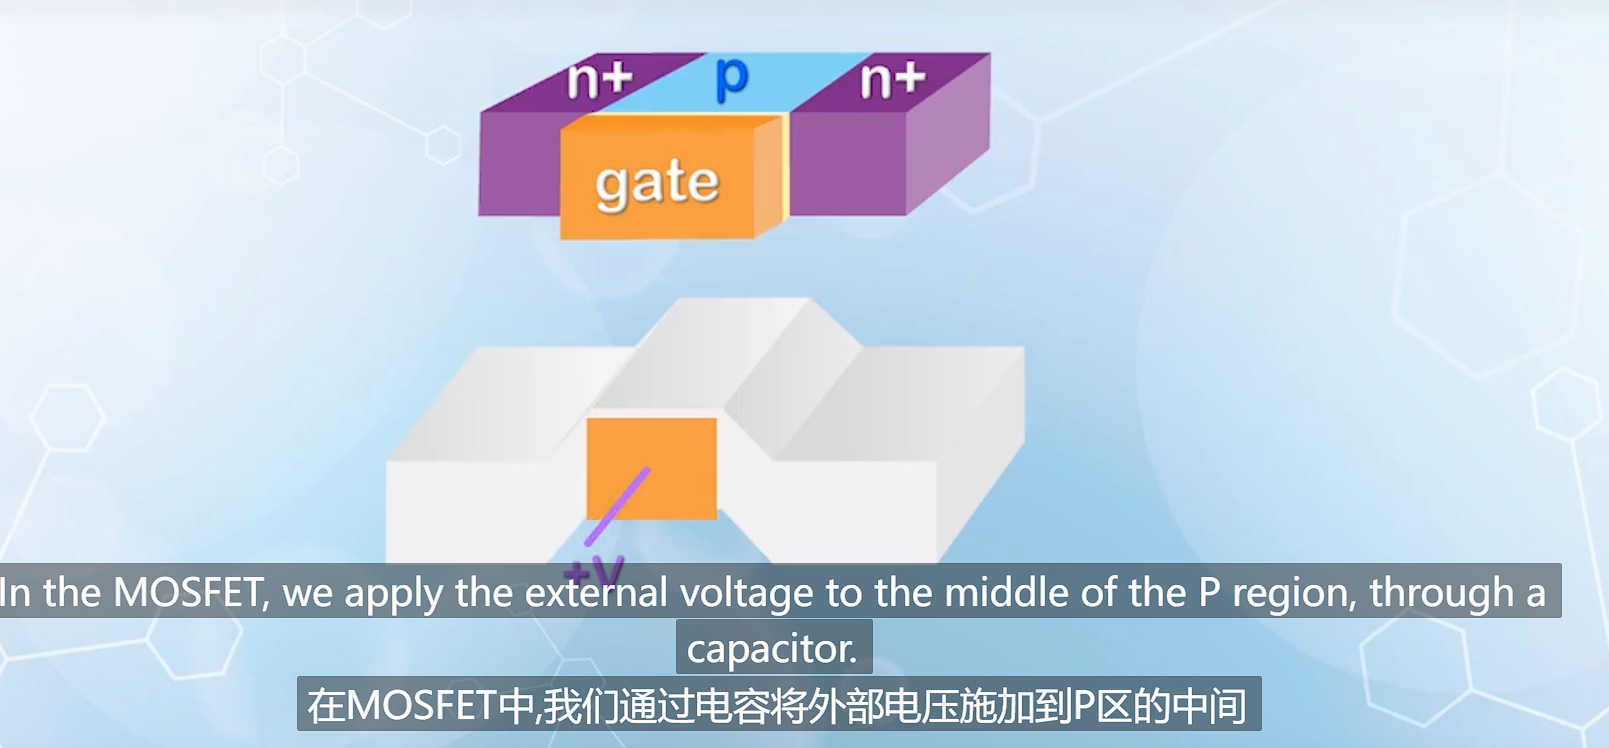 n+ p n+
gate
+V
In the MOSFET, we apply the external voltage to the middle of the P region, through a
capacitor.
在MOSFET中,我们通过电容将外部电压施加到P区的中间